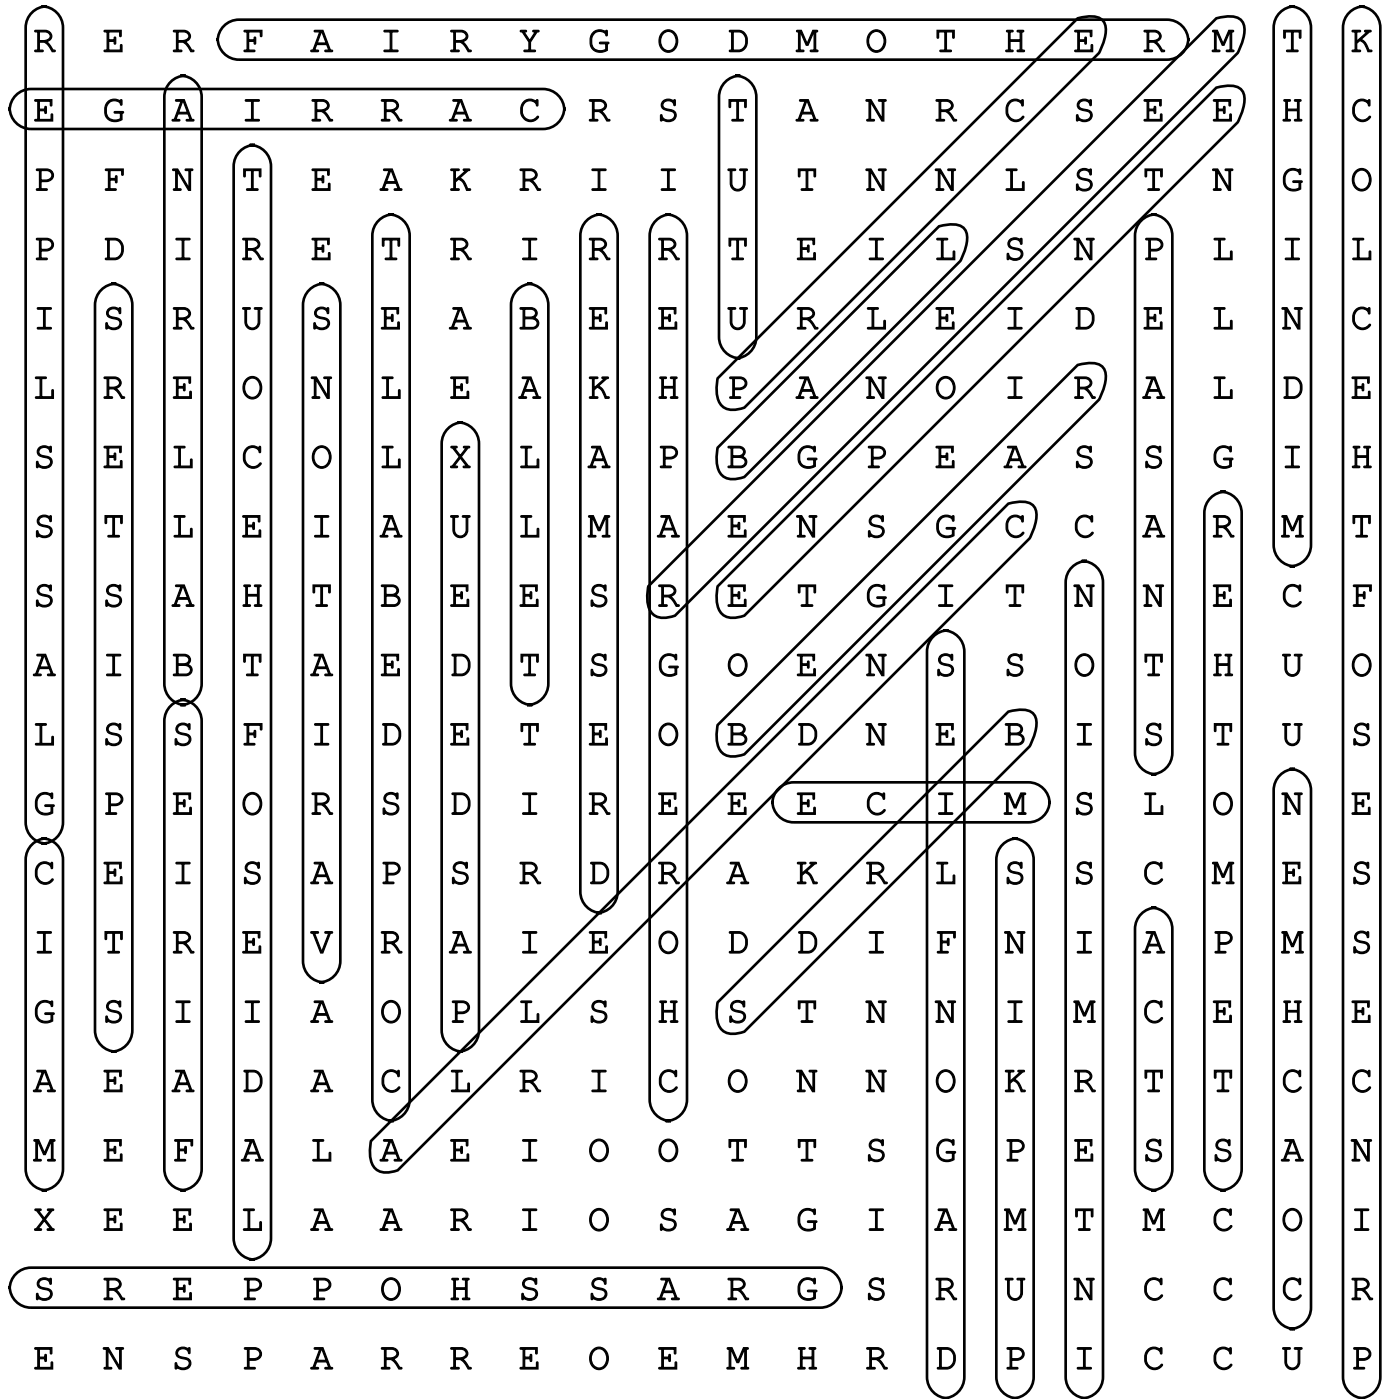 R E R F A I R Y G O D M O T H E R M T K
E G A I R R A C R S T A N R C S E E H C
P F N T E A K R I I U T N N L S T N G O
P D I R E T R I R R T E I L S N P L I L
I S R U S E A B E E U R L E I D E L N C
L R E O N L E A K H P A N O I R A L D E
S E L C O L X L A P B G P E A S S G I H
S T L E I A U L M A E N S G C C A R M T
S S A H T B E E S R E T G I T N N E C F
A I B T A E D T S G O E N S S O T H U O
L S S F I D E T E O B D N E B I S T U S
G P E O R S D I R E E E C I M S L O N E
C E I S A P S R D R A K R L S S C M E S
I T R E V R A I E O D D I F N I A P M S
G S I I A O P L S H S T N N I M C E H E
A E A D A C L R I C O N N O K R T T C C
M E F A L A E I O O T T S G P E S S A N
X E E L A A R I O S A G I A M T M C O I
S R E P P O H S S A R G S R U N C C C R
E N S P A R R E O E M H R D P I C C U P